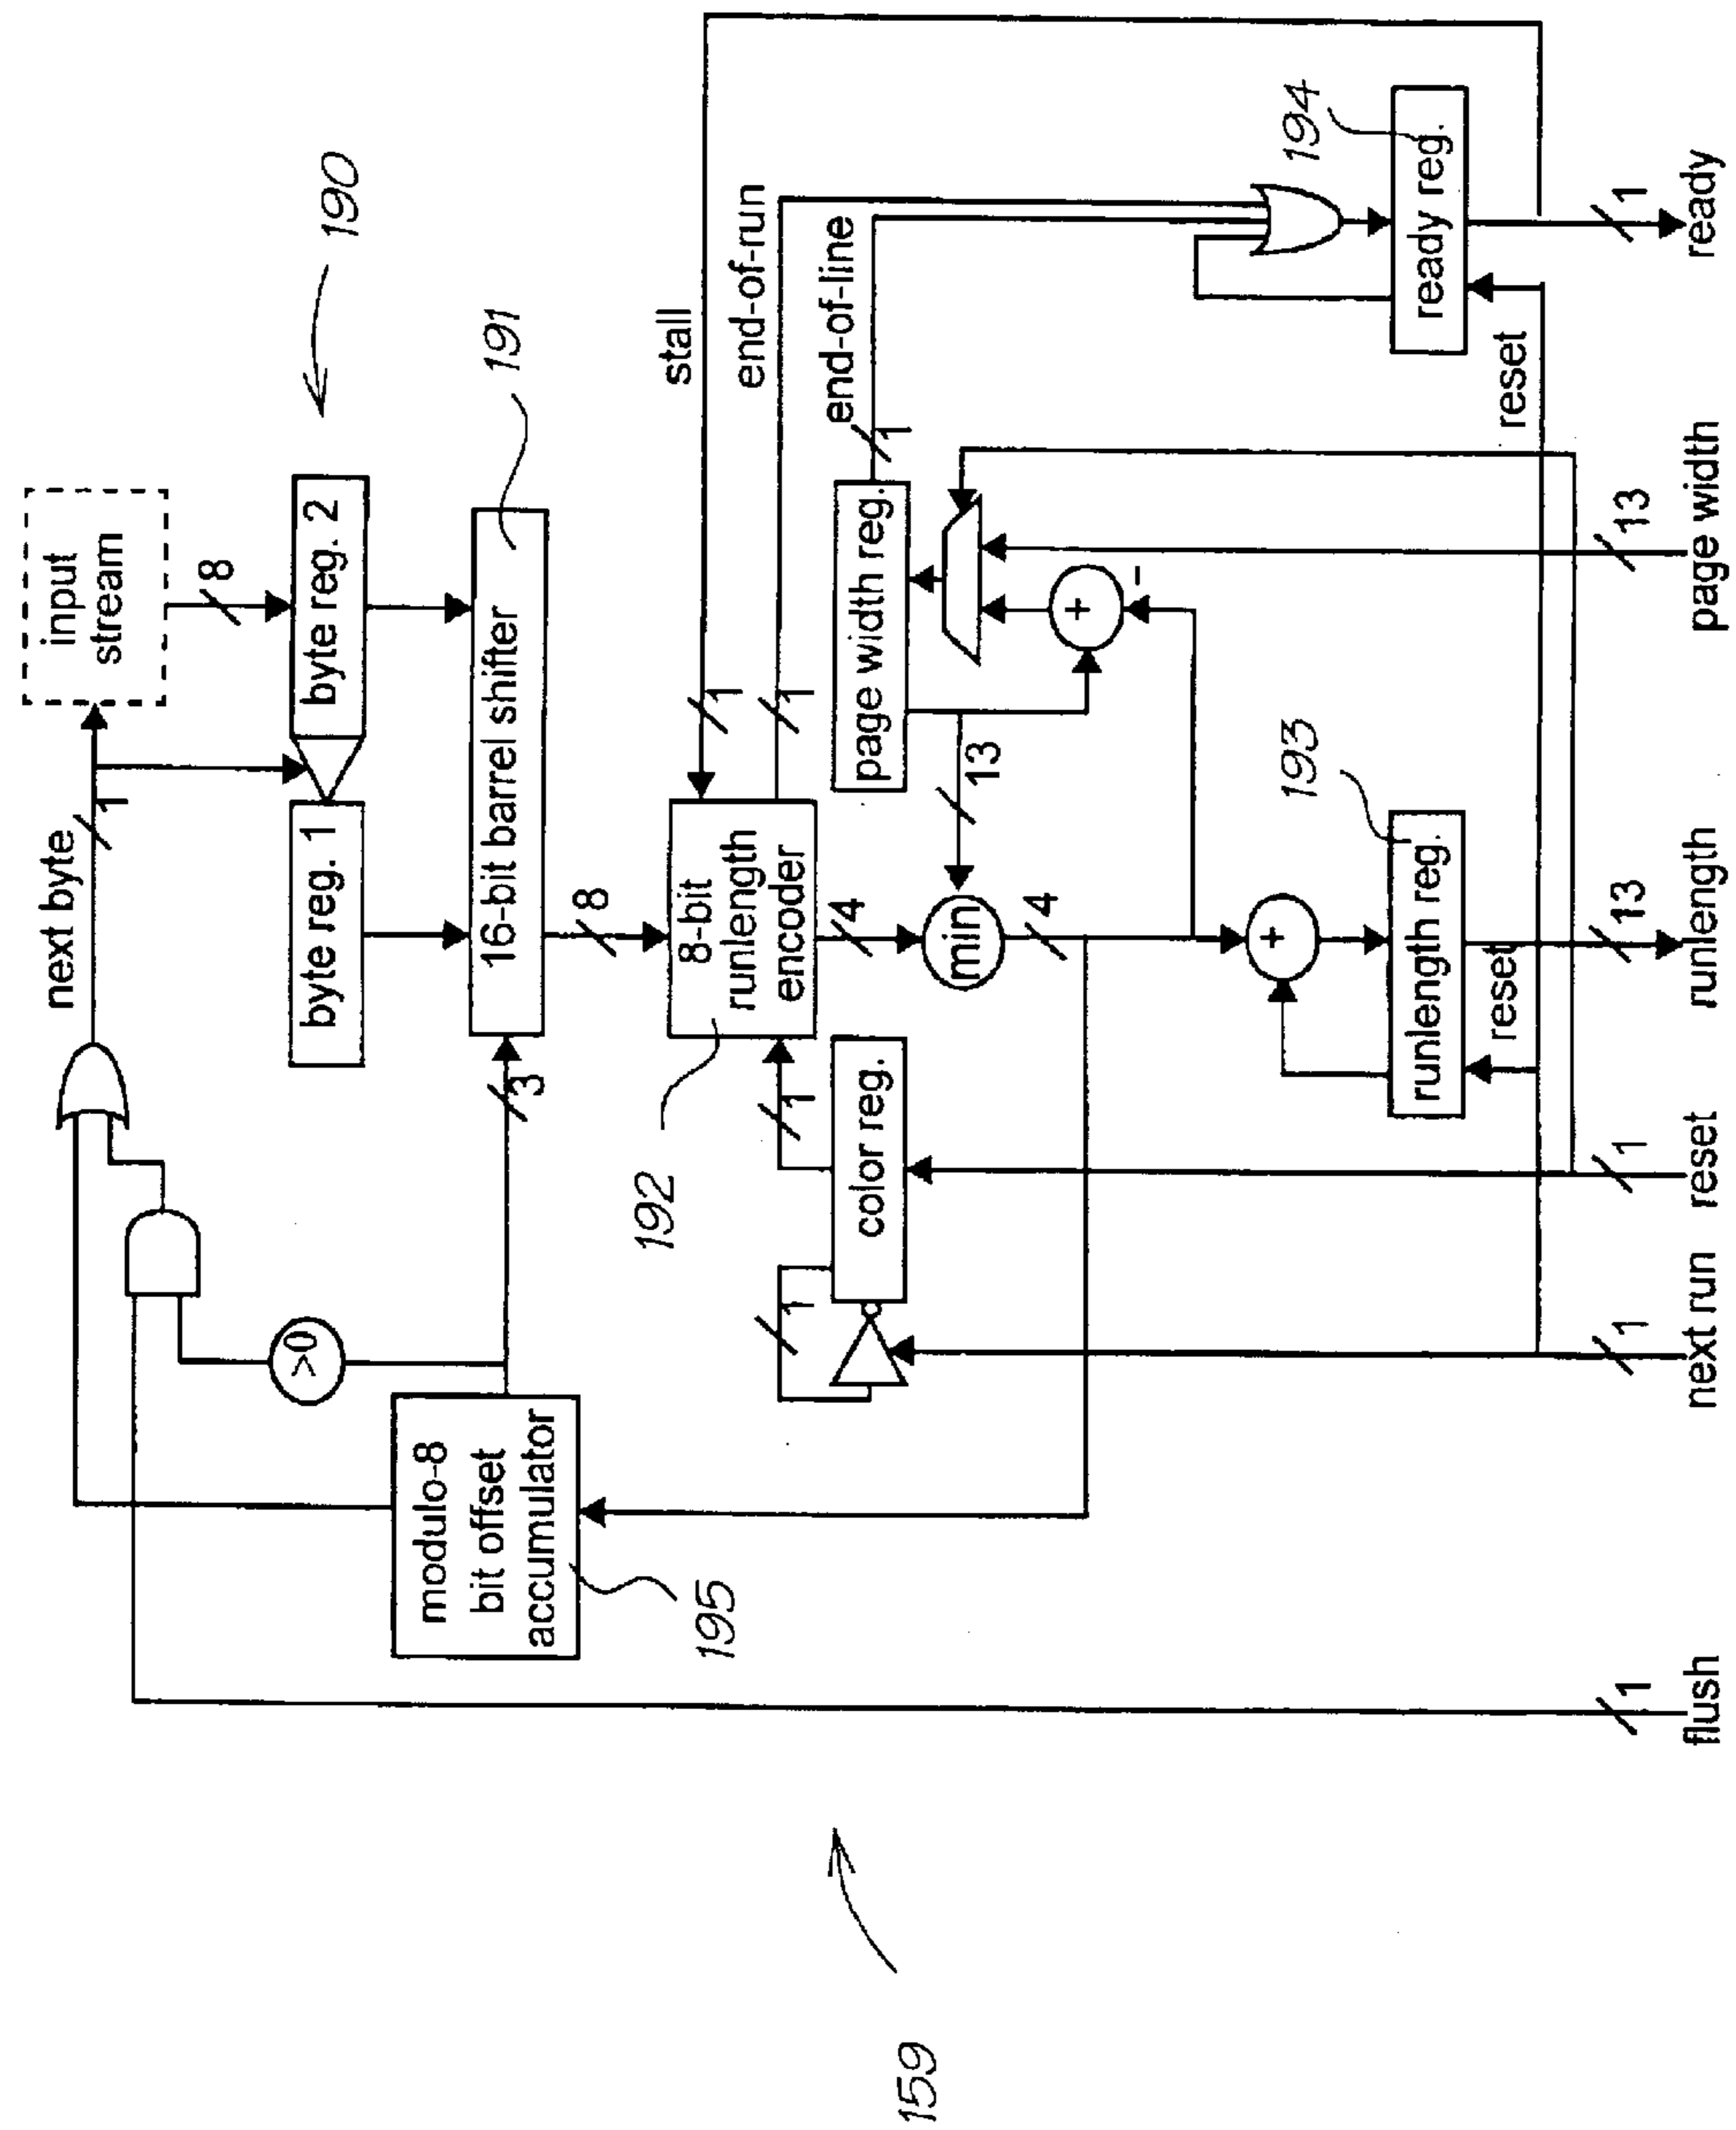 input
stream
next byte
1
8
190
byte reg. 1
byte reg. 2
>0
modulo-8
bit offset
accumulator
195
3
16-bit barrel shifter
191
8
192
8-bit
runlength
encoder
stall
1
end-of-run
1
end-of-line
1
1
color reg.
1
4
min
4
13
page width reg.
+
-
+
193
runlength reg.
reset
194
ready reg.
reset
1
flush
1
next run
1
reset
13
runlength
13
page width
1
ready
159